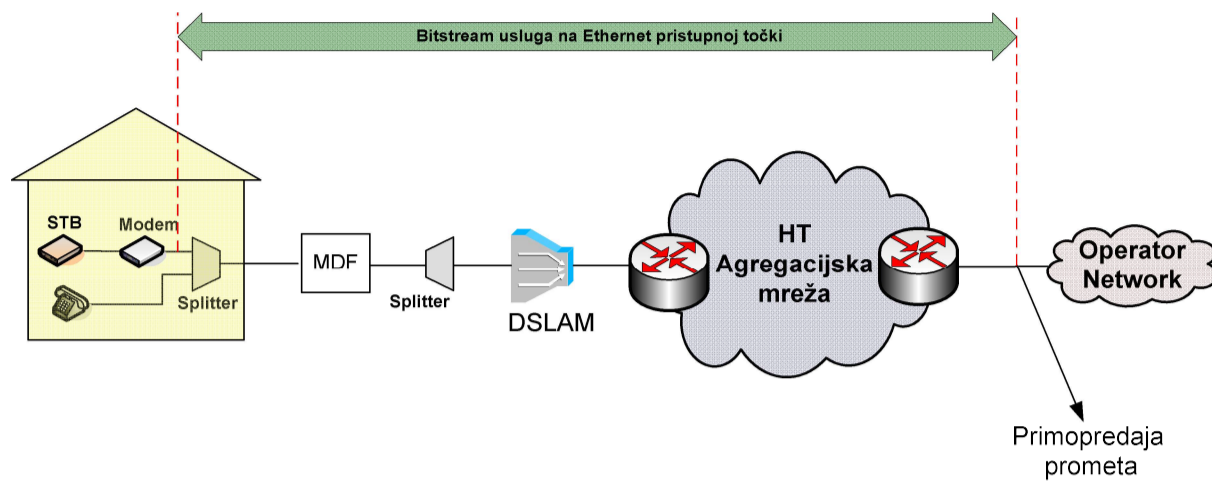 Bitstream usluga na Ethernet pristupnoj točki
STB
Modem
Splitter
MDF
Splitter
DSLAM
HT
Agregacijska
mreža
Operator
Network
Primopredaja
prometa